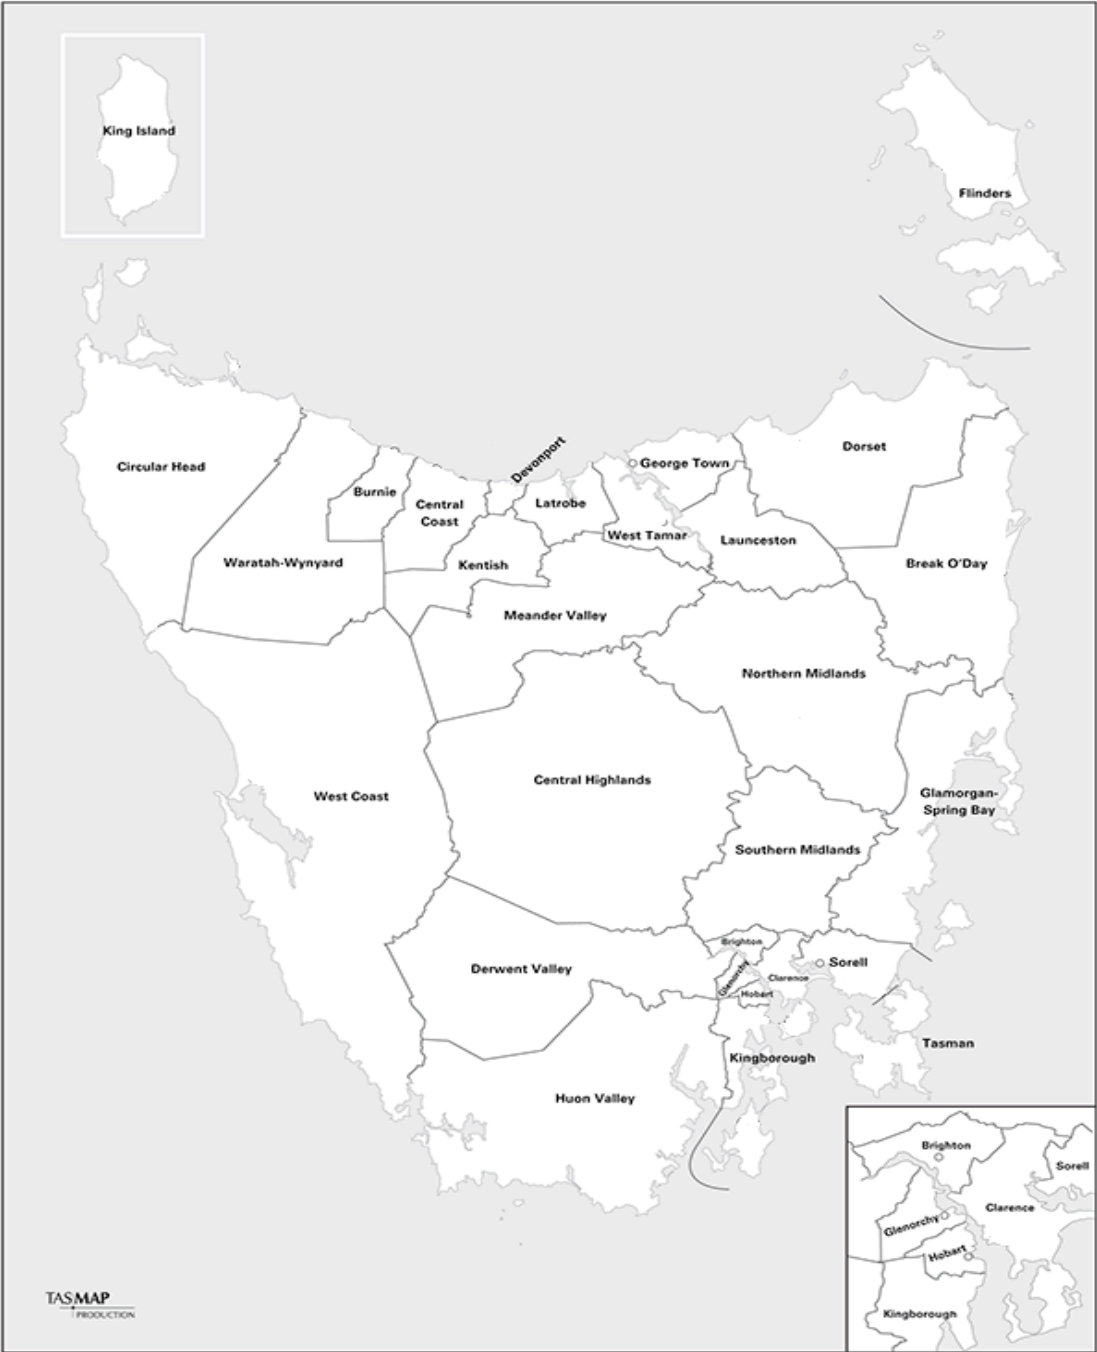 King Island
Flinders
Circular Head
Waratah-Wynyard
Burnie
Central
Coast
Devonport
Latrobe
Kentish
George Town
West Tamar
Launceston
Dorset
Break O'Day
Meander Valley
Northern Midlands
West Coast
Central Highlands
Glamorgan-
Spring Bay
Southern Midlands
Derwent Valley
Brighton
Glenorchy
Clarence
Hobart
Sorell
Tasman
Kingborough
Huon Valley
Brighton
Sorell
Clarence
Glenorchy
Hobart
Kingborough
TASMAP
PRODUCTION